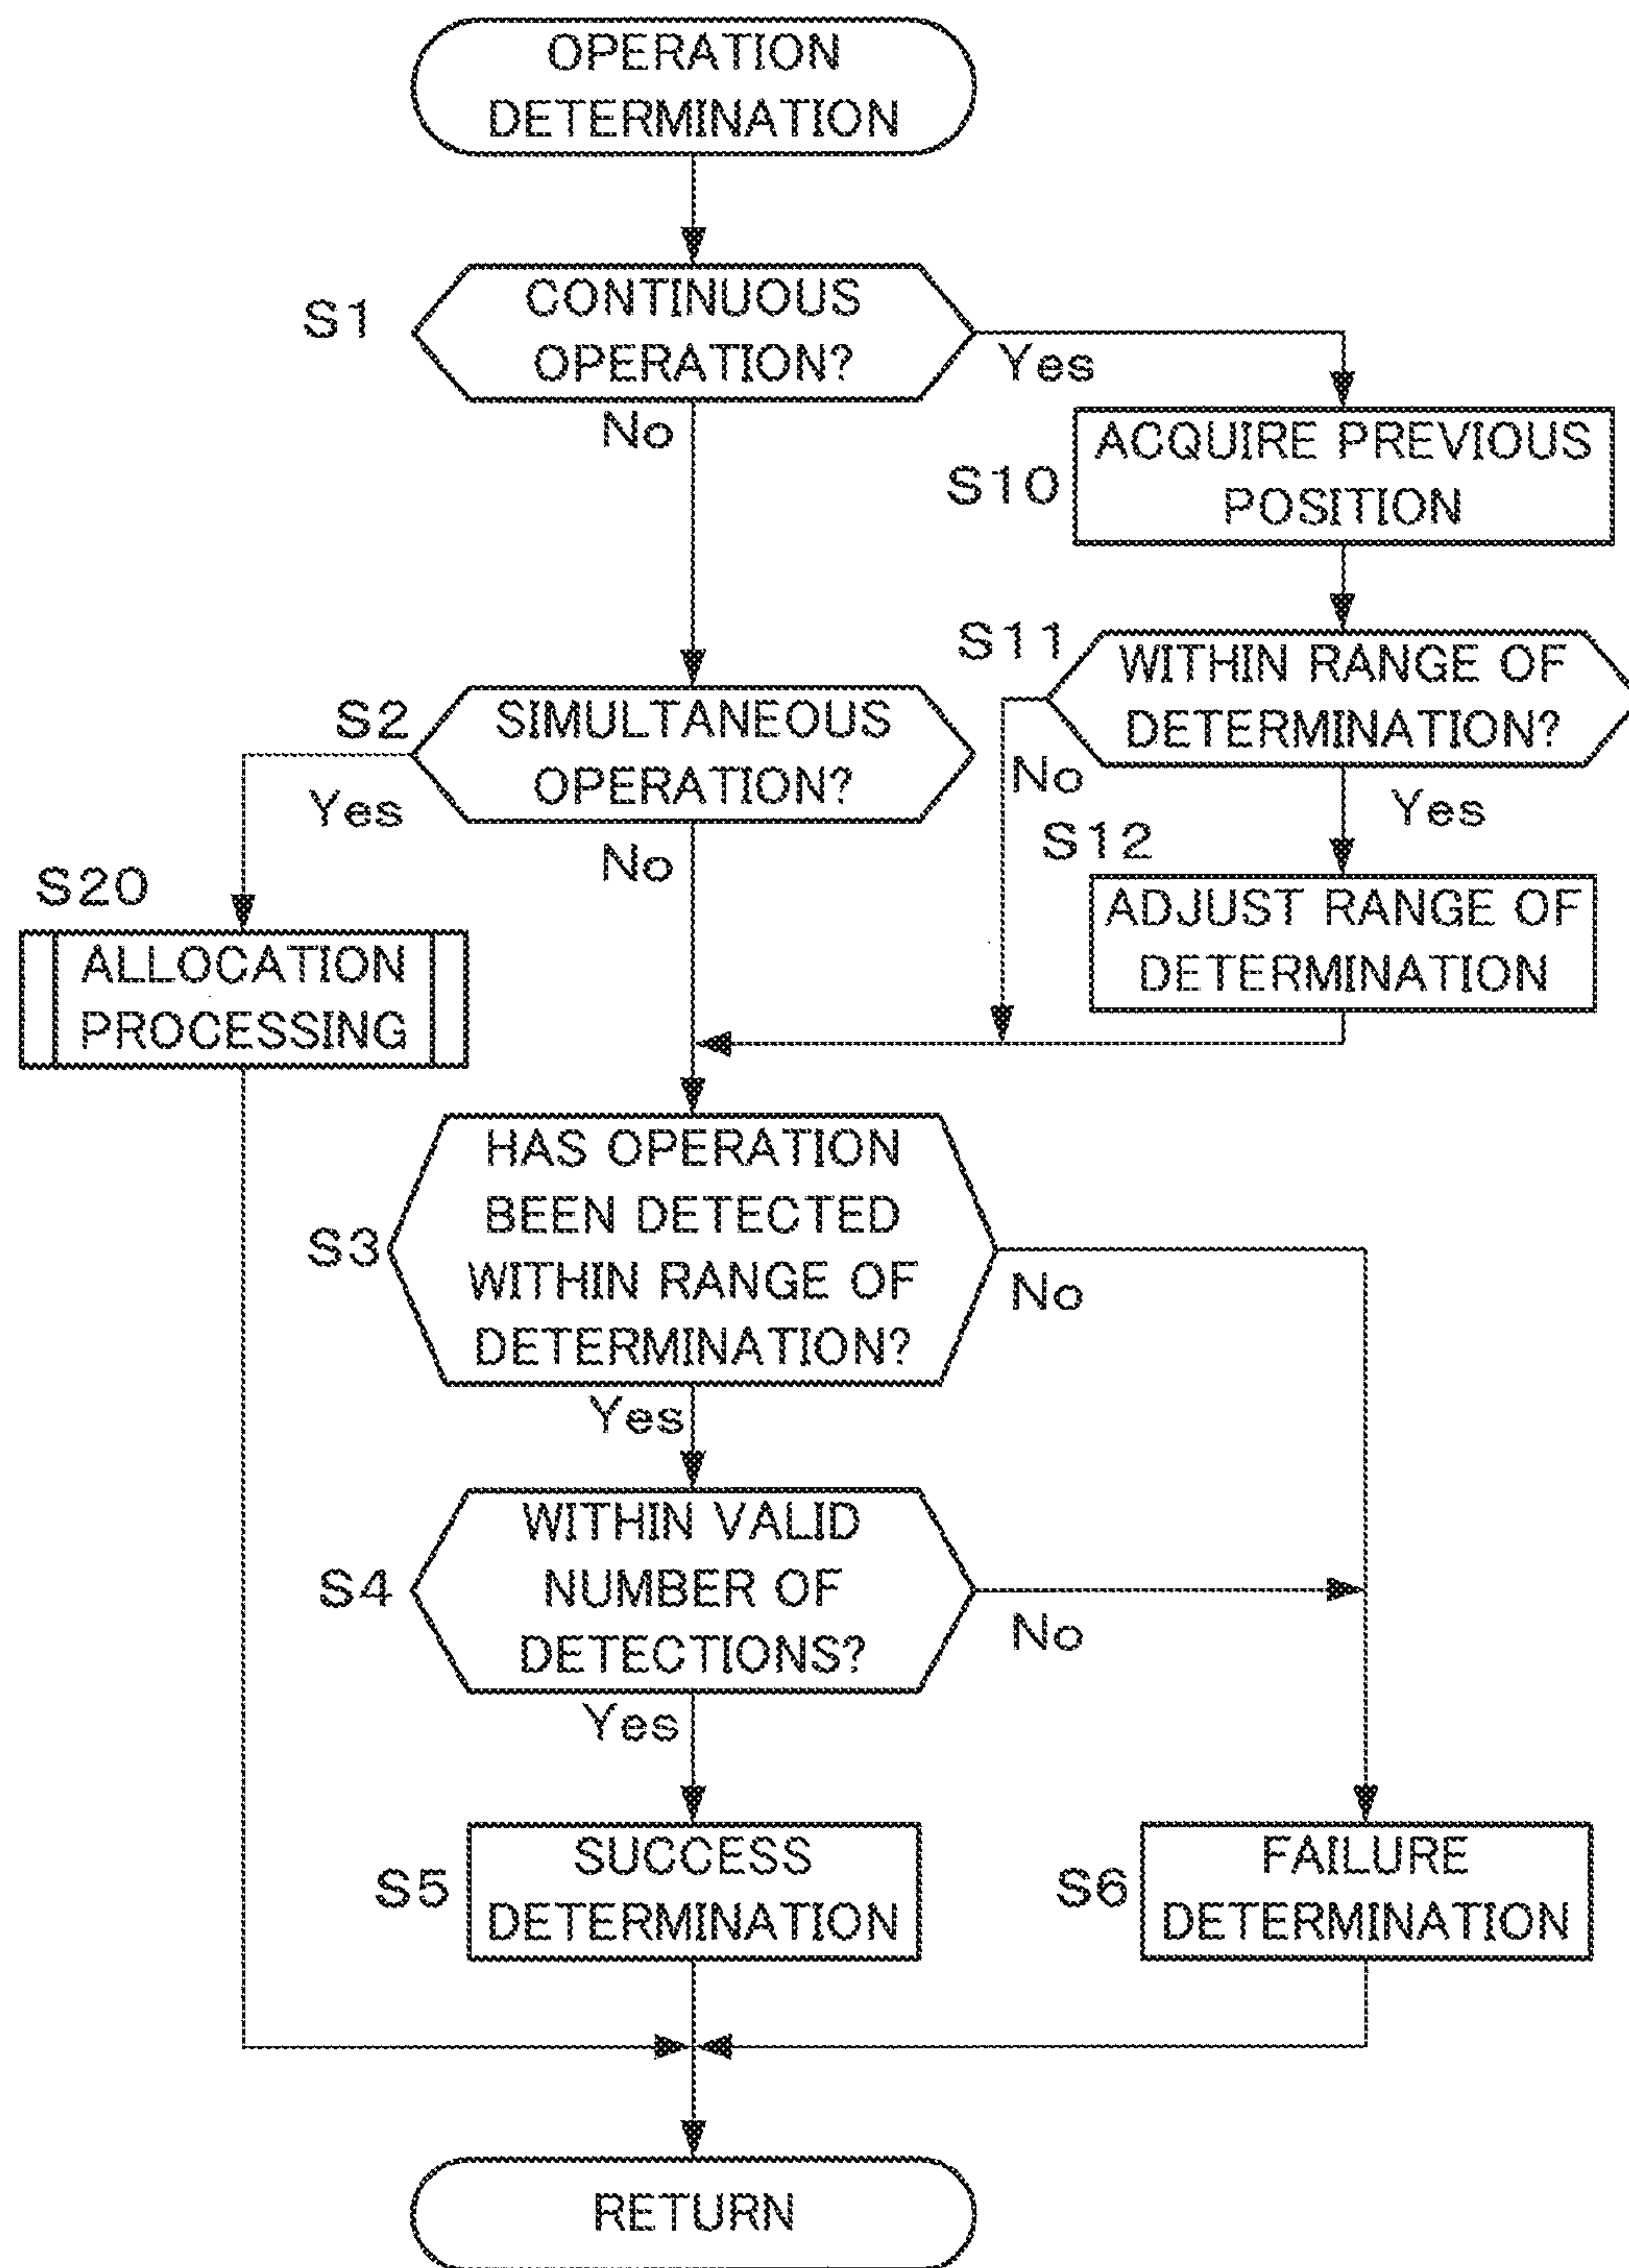 OPERATION
DETERMINATION
S1
CONTINUOUS
OPERATION?
Yes
No
S10
ACQUIRE PREVIOUS
POSITION
S11
WITHIN RANGE OF
DETERMINATION?
No
Yes
S2
SIMULTANEOUS
OPERATION?
Yes
No
S12
ADJUST RANGE OF
DETERMINATION
S20
ALLOCATION
PROCESSING
S3
HAS OPERATION
BEEN DETECTED
WITHIN RANGE OF
DETERMINATION?
No
Yes
S4
WITHIN VALID
NUMBER OF
DETECTIONS?
No
Yes
S5
SUCCESS
DETERMINATION
S6
FAILURE
DETERMINATION
RETURN